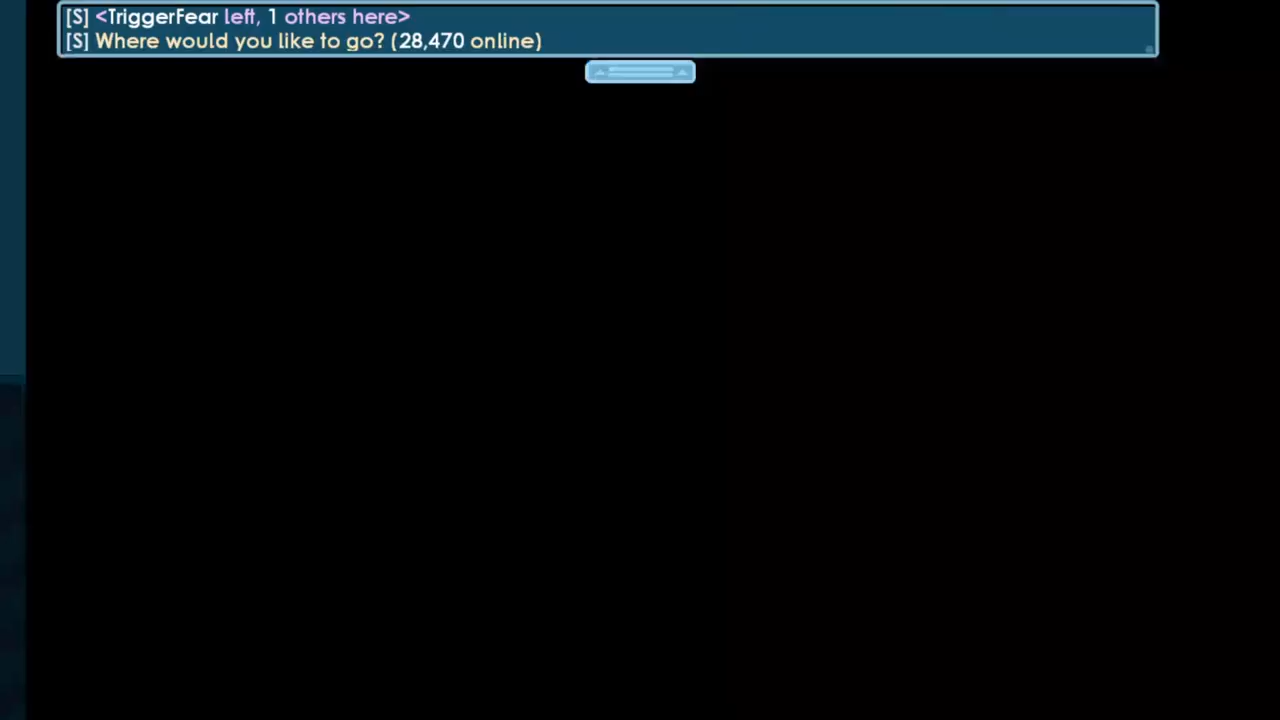 [S] <TriggerFear left, 1 others here>
[S] Where would you like to go? (28,470 online)